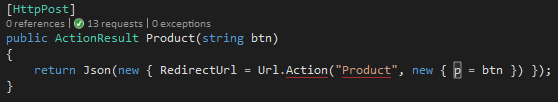 [HttpPost]
0 references | 13 requests | 0 exceptions
public ActionResult Product(string btn)
{
return Json(new { RedirectUrl = Url.Action("Product", new { p = btn }) });
}